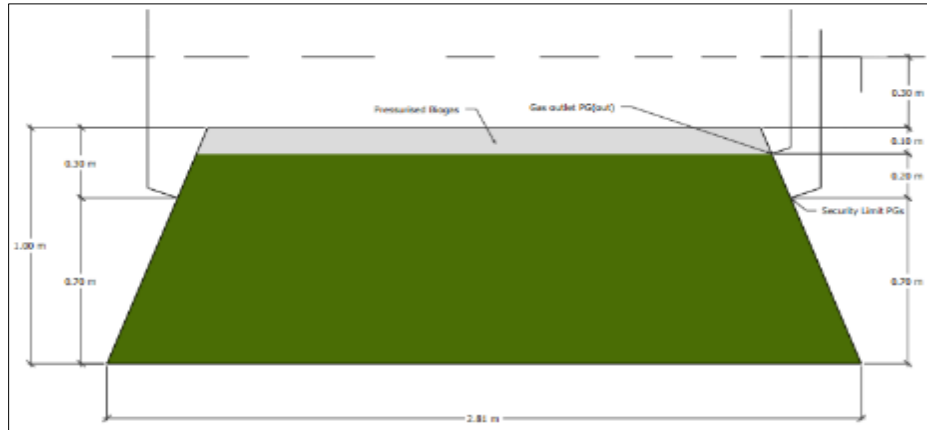 0.30 m
Pressurised Biogas
Gas outlet PG(out)
0.10 m
0.30 m
0.20 m
Security Limit PGs
1.00 m
0.70 m
0.70 m
2.81 m